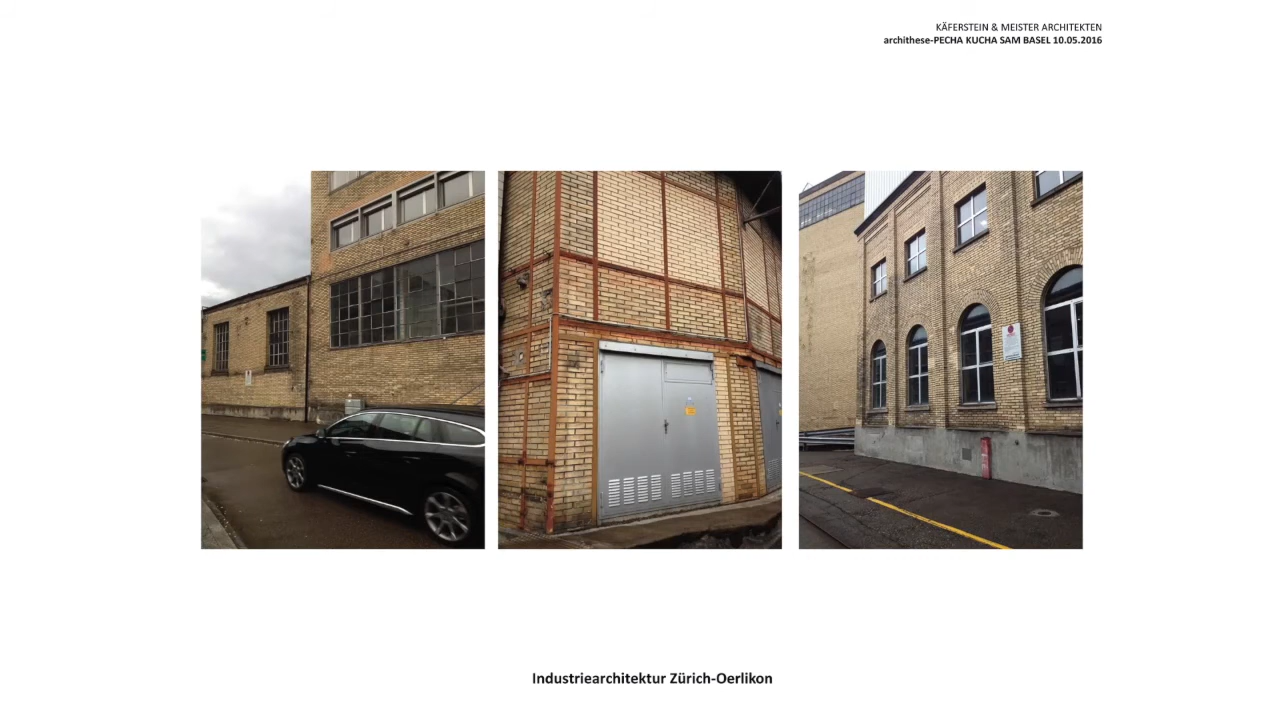 KÄFERSTEIN & MEISTER ARCHITEKTEN
archithese-PECHA KUCHA SAM BASEL 10.05.2016
Industriearchitektur Zürich-Oerlikon